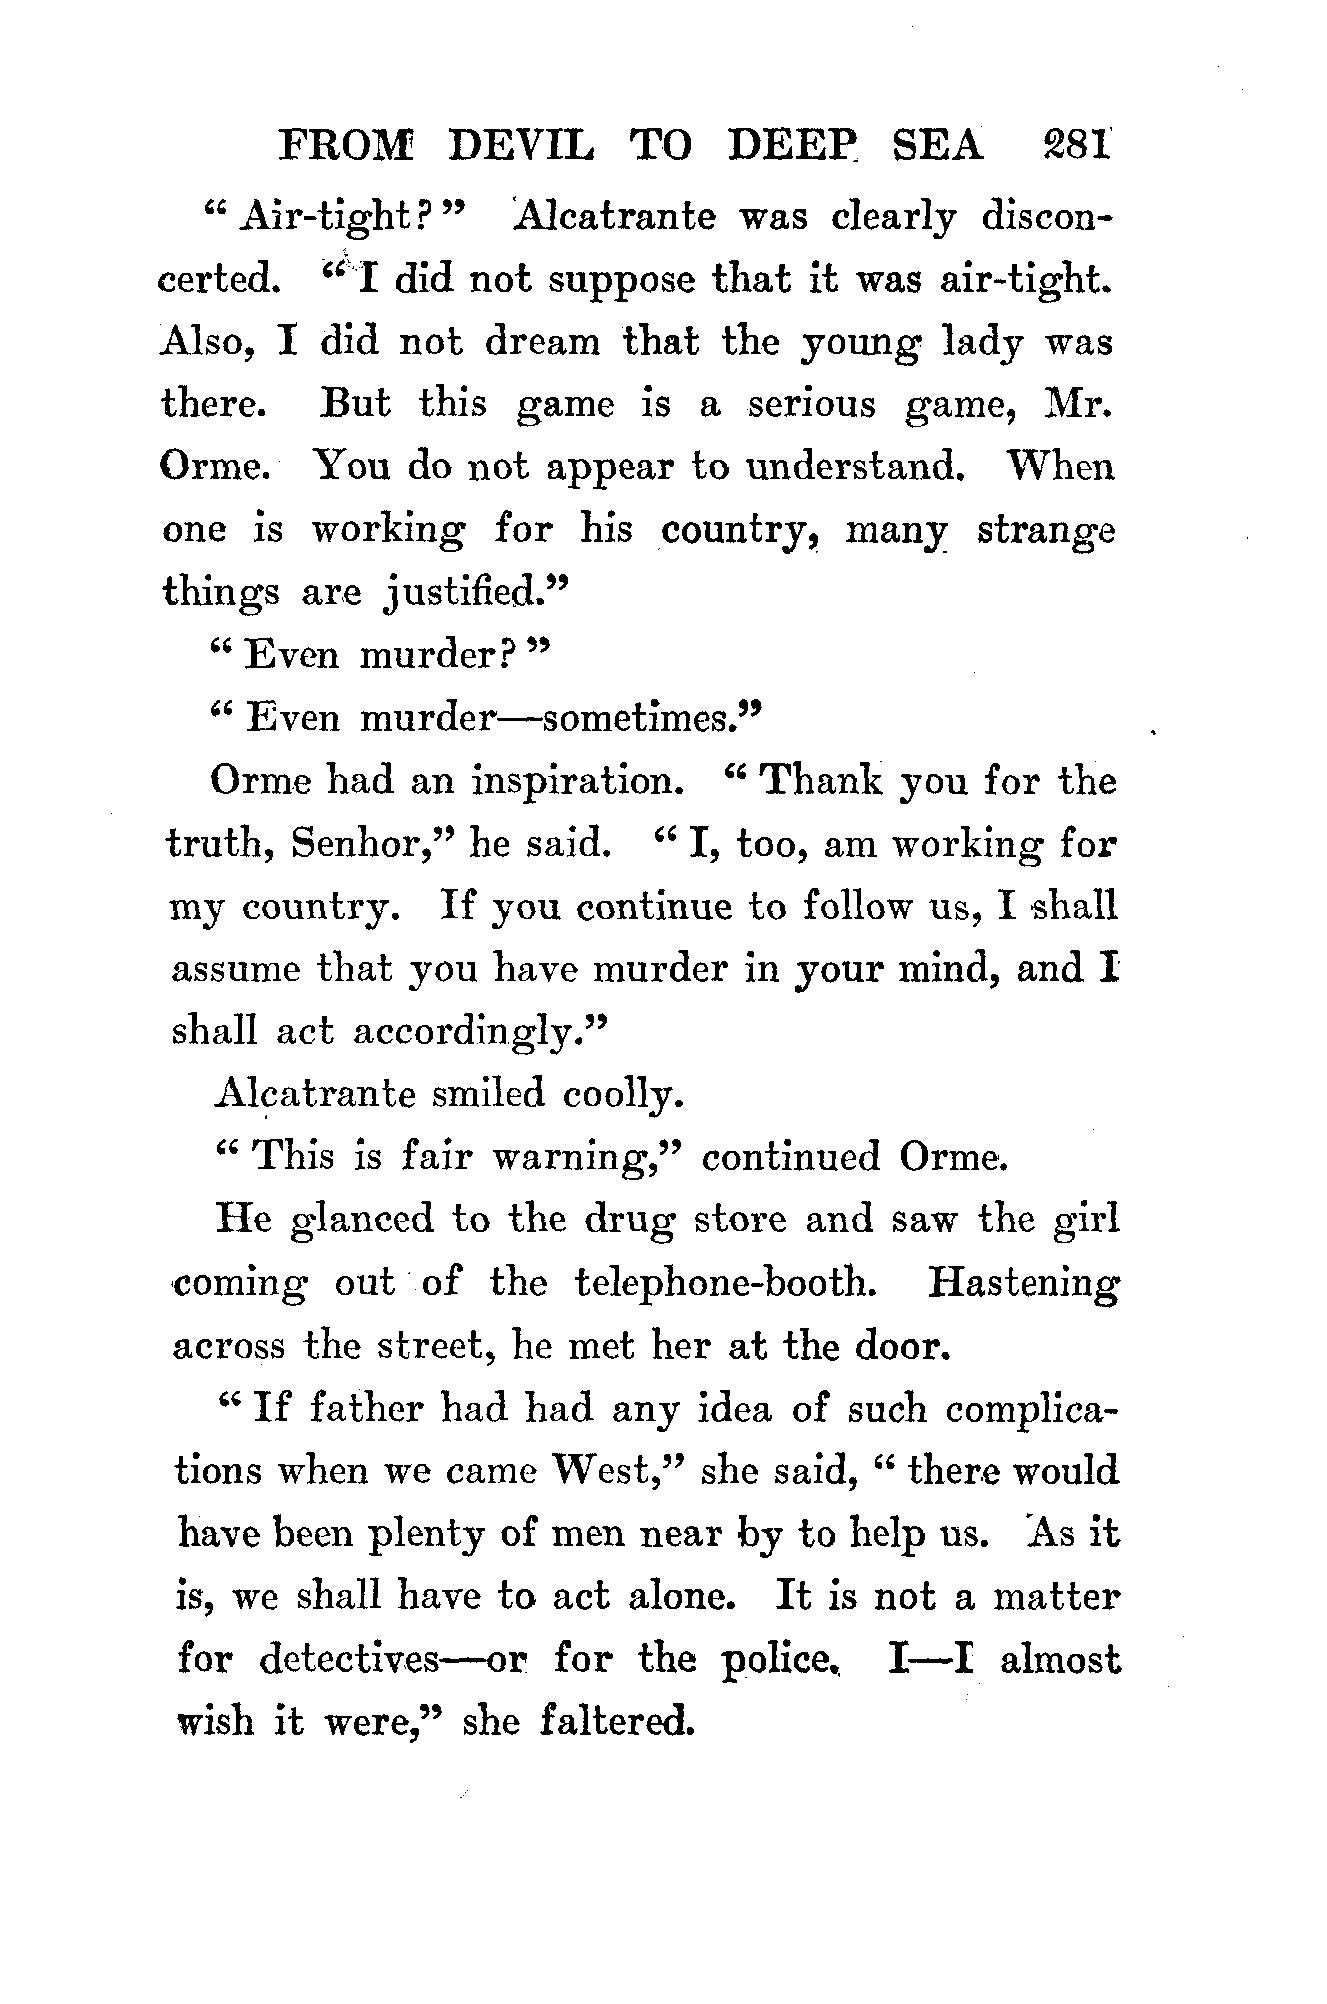 FROM DEVIL TO DEEP SEA 281
“Air-tight?” Alcatrante was clearly discon-
certed. “I did not suppose that it was air-tight.
Also, I did not dream that the young lady was
there. But this game is a serious game, Mr.
Orme. You do not appear to understand. When
one is working for his country, many strange
things are justified.”
“Even murder?”
“Even murder—sometimes.”
Orme had an inspiration. “Thank you for the
truth, Senhor,” he said. “I, too, am working for
my country. If you continue to follow us, I shall
assume that you have murder in your mind, and I
shall act accordingly.”
Alcatrante smiled coolly.
“This is fair warning,” continued Orme.
He glanced to the drug store and saw the girl
coming out of the telephone-booth. Hastening
across the street, he met her at the door.
“If father had had any idea of such complica-
tions when we came West,” she said, “there would
have been plenty of men near by to help us. As it
is, we shall have to act alone. It is not a matter
for detectives—or for the police. I—I almost
wish it were,” she faltered.